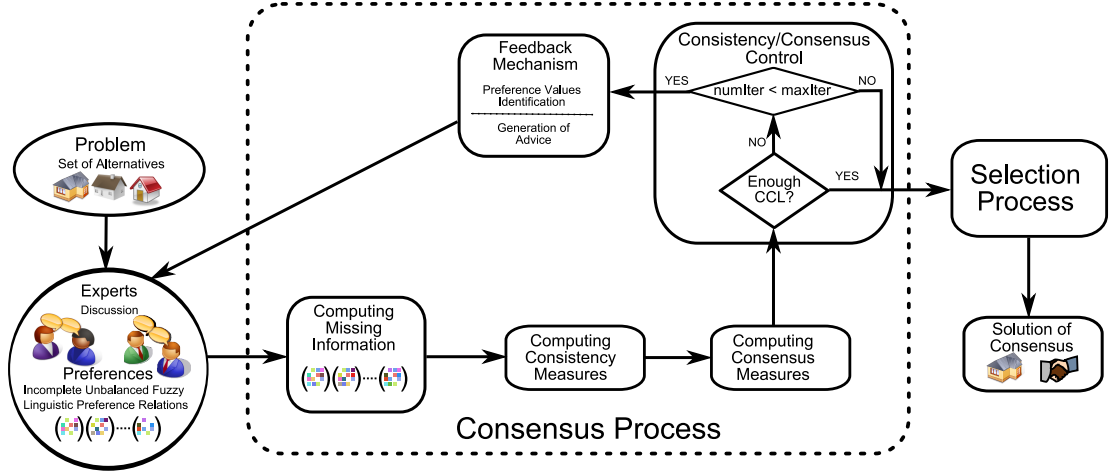 Problem
Set of Alternatives
Experts
Discussion
Preferences
Incomplete Unbalanced Fuzzy
Linguistic Preference Relations
Feedback
Mechanism
Preference Values
Identification
Generation of
Advice
Consistency/Consensus
Control
YES
numIter < maxIter
NO
NO
Enough
CCL?
YES
Computing
Missing
Information
Computing
Consistency
Measures
Computing
Consensus
Measures
Consensus Process
Selection
Process
Solution of
Consensus